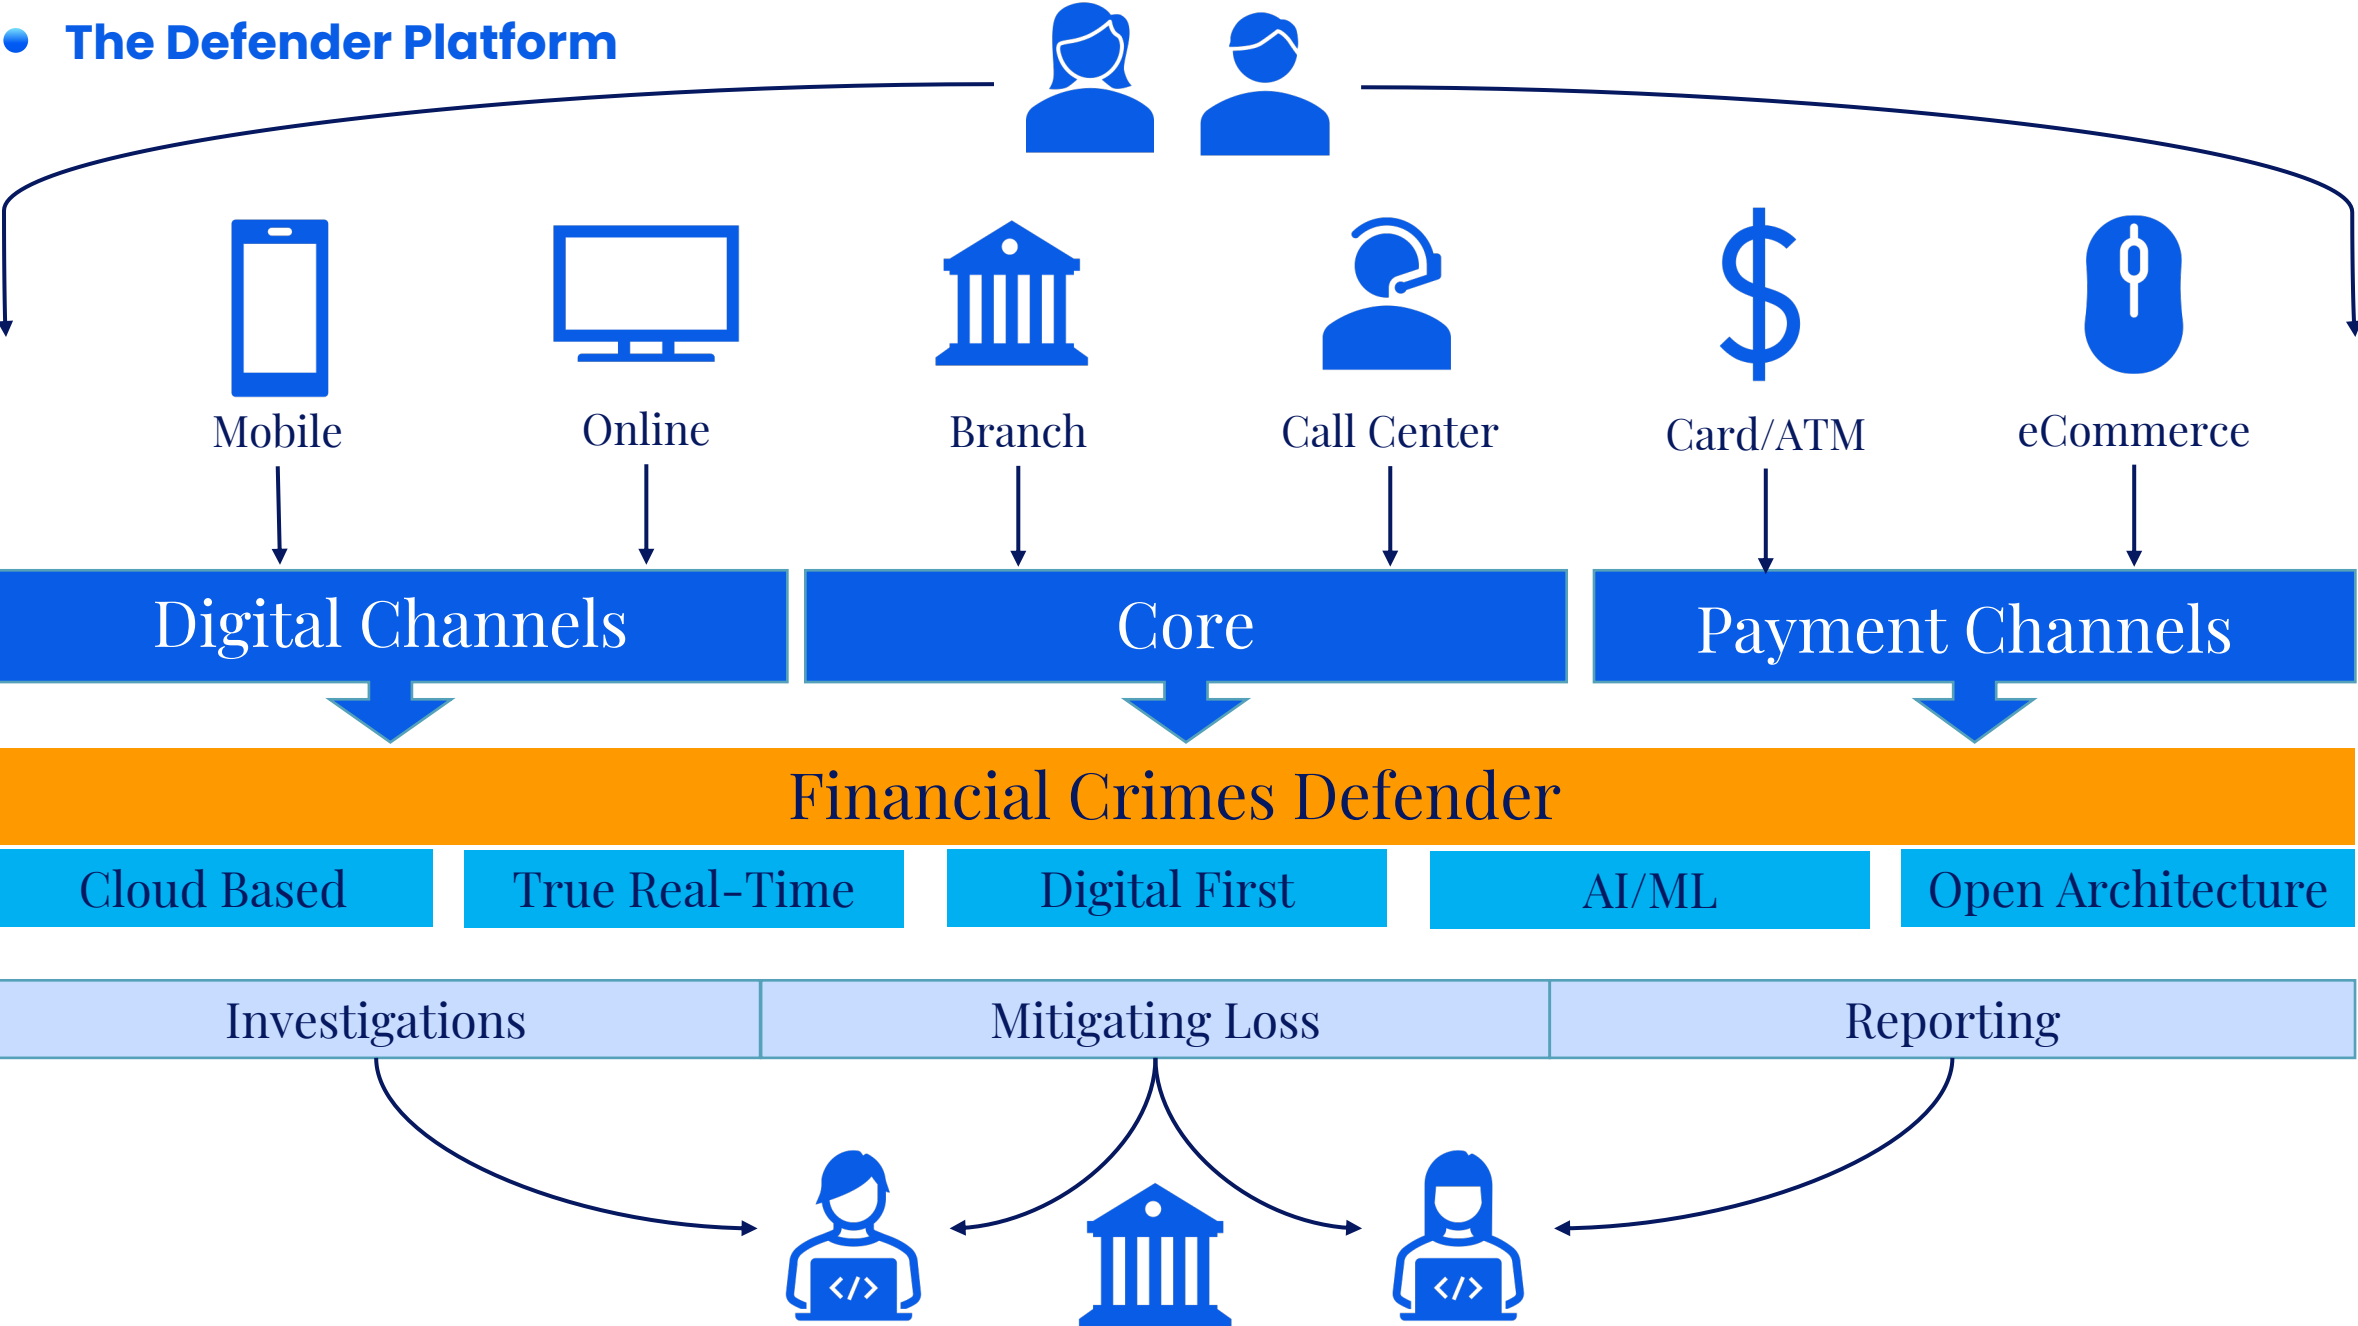 The Defender Platform
Mobile
Online
Branch
Call Center
Card/ATM
eCommerce
Digital Channels
Core
Payment Channels
Financial Crimes Defender
Cloud Based
True Real-Time
Digital First
AI/ML
Open Architecture
Investigations
Mitigating Loss
Reporting